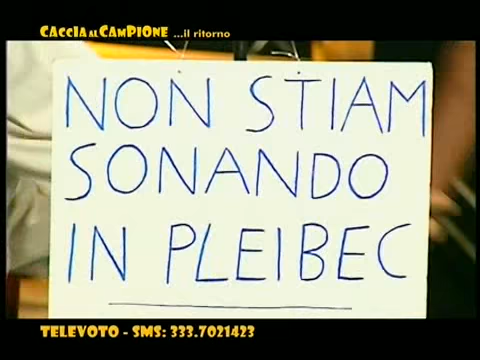 CACCIA AL CAMPIONE ...il ritorno
NON STIAM
SONANDO
IN PLEIBEC
TELEVOTO - SMS: 333.7021423